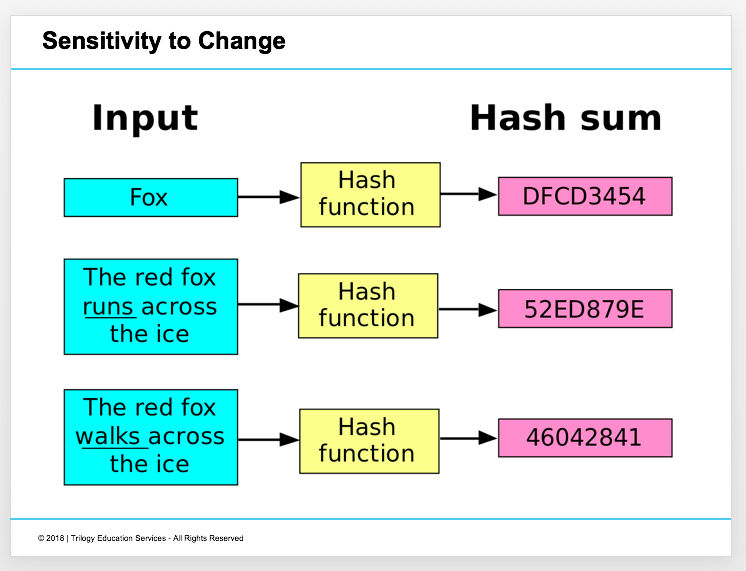 Sensitivity to Change
Input
Hash sum
Fox
Hash
function
DFCD3454
The red fox
runs across
the ice
Hash
function
52ED879E
The red fox
walks across
the ice
Hash
function
46042841
© 2018 | Trilogy Education Services - All Rights Reserved